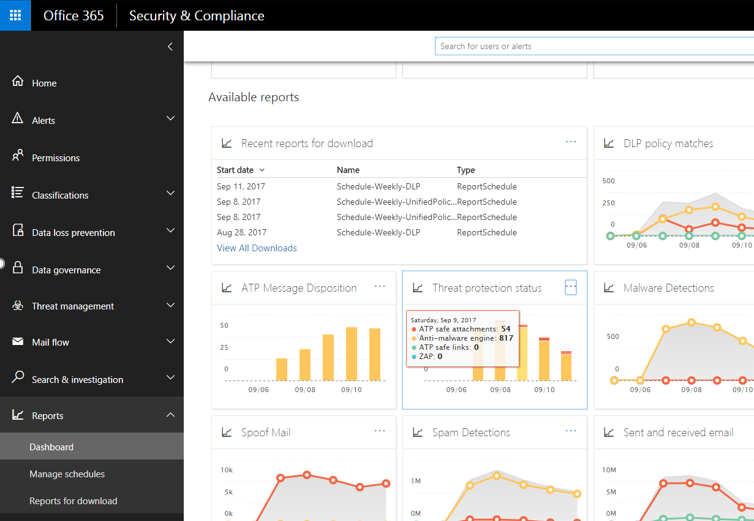 Office 365 Security & Compliance
Search for users or alerts
Home
Alerts
Permissions
Classifications
Data loss prevention
Data governance
Threat management
Mail flow
Search & investigation
Reports
Dashboard
Manage schedules
Reports for download
Available reports
Recent reports for download
Start date Name Type
Sep 11, 2017 Schedule-Weekly-DLP ReportSchedule
Sep 8, 2017 Schedule-Weekly-UnifiedPolic... ReportSchedule
Sep 8, 2017 Schedule-Weekly-UnifiedPolic... ReportSchedule
Aug 28, 2017 Schedule-Weekly-DLP ReportSchedule
View All Downloads
DLP policy matches
500
250
0
09/06 09/08 09/10
ATP Message Disposition
50
25
0
09/06 09/08 09/10
Threat protection status
Saturday, Sep 9, 2017
ATP safe attachments: 54
Anti-malware engine: 817
ATP safe links: 0
ZAP: 0
0
09/06 09/08 09/10
Malware Detections
500
0
09/06 09/08 09/10
Spoof Mail
10k
5k
0k
Spam Detections
1M
0M
Sent and received email
10M
5M
0M